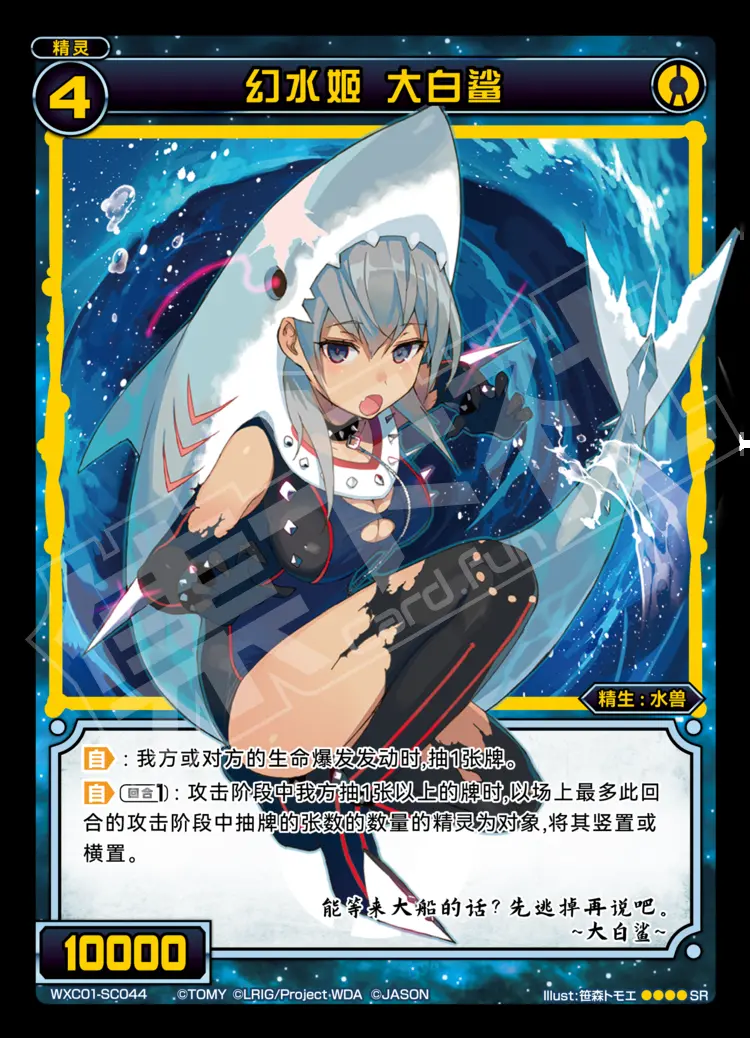 精灵
4
幻水姬 大白鲨
精生:水兽
自:我方或对方的生命爆发发动时,抽1张牌。
自 回合1:攻击阶段中我方抽1张以上的牌时,以场上最多此回
合的攻击阶段中抽牌的张数的数量的精灵为对象,将其竖置或
横置。
能等来大船的话?先逃掉再说吧。
~大白鲨~
10000
WXC01-SC044 ©TOMY ©LRIG/Project WDA ©JASON Illust:笹森トモエ SR
card.fun